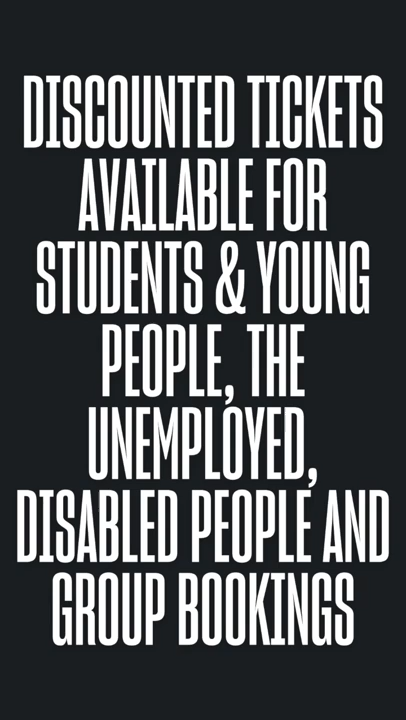 DISCOUNTED TICKETS
AVAILABLE FOR
STUDENTS & YOUNG
PEOPLE, THE
UNEMPLOYED,
DISABLED PEOPLE AND
GROUP BOOKINGS